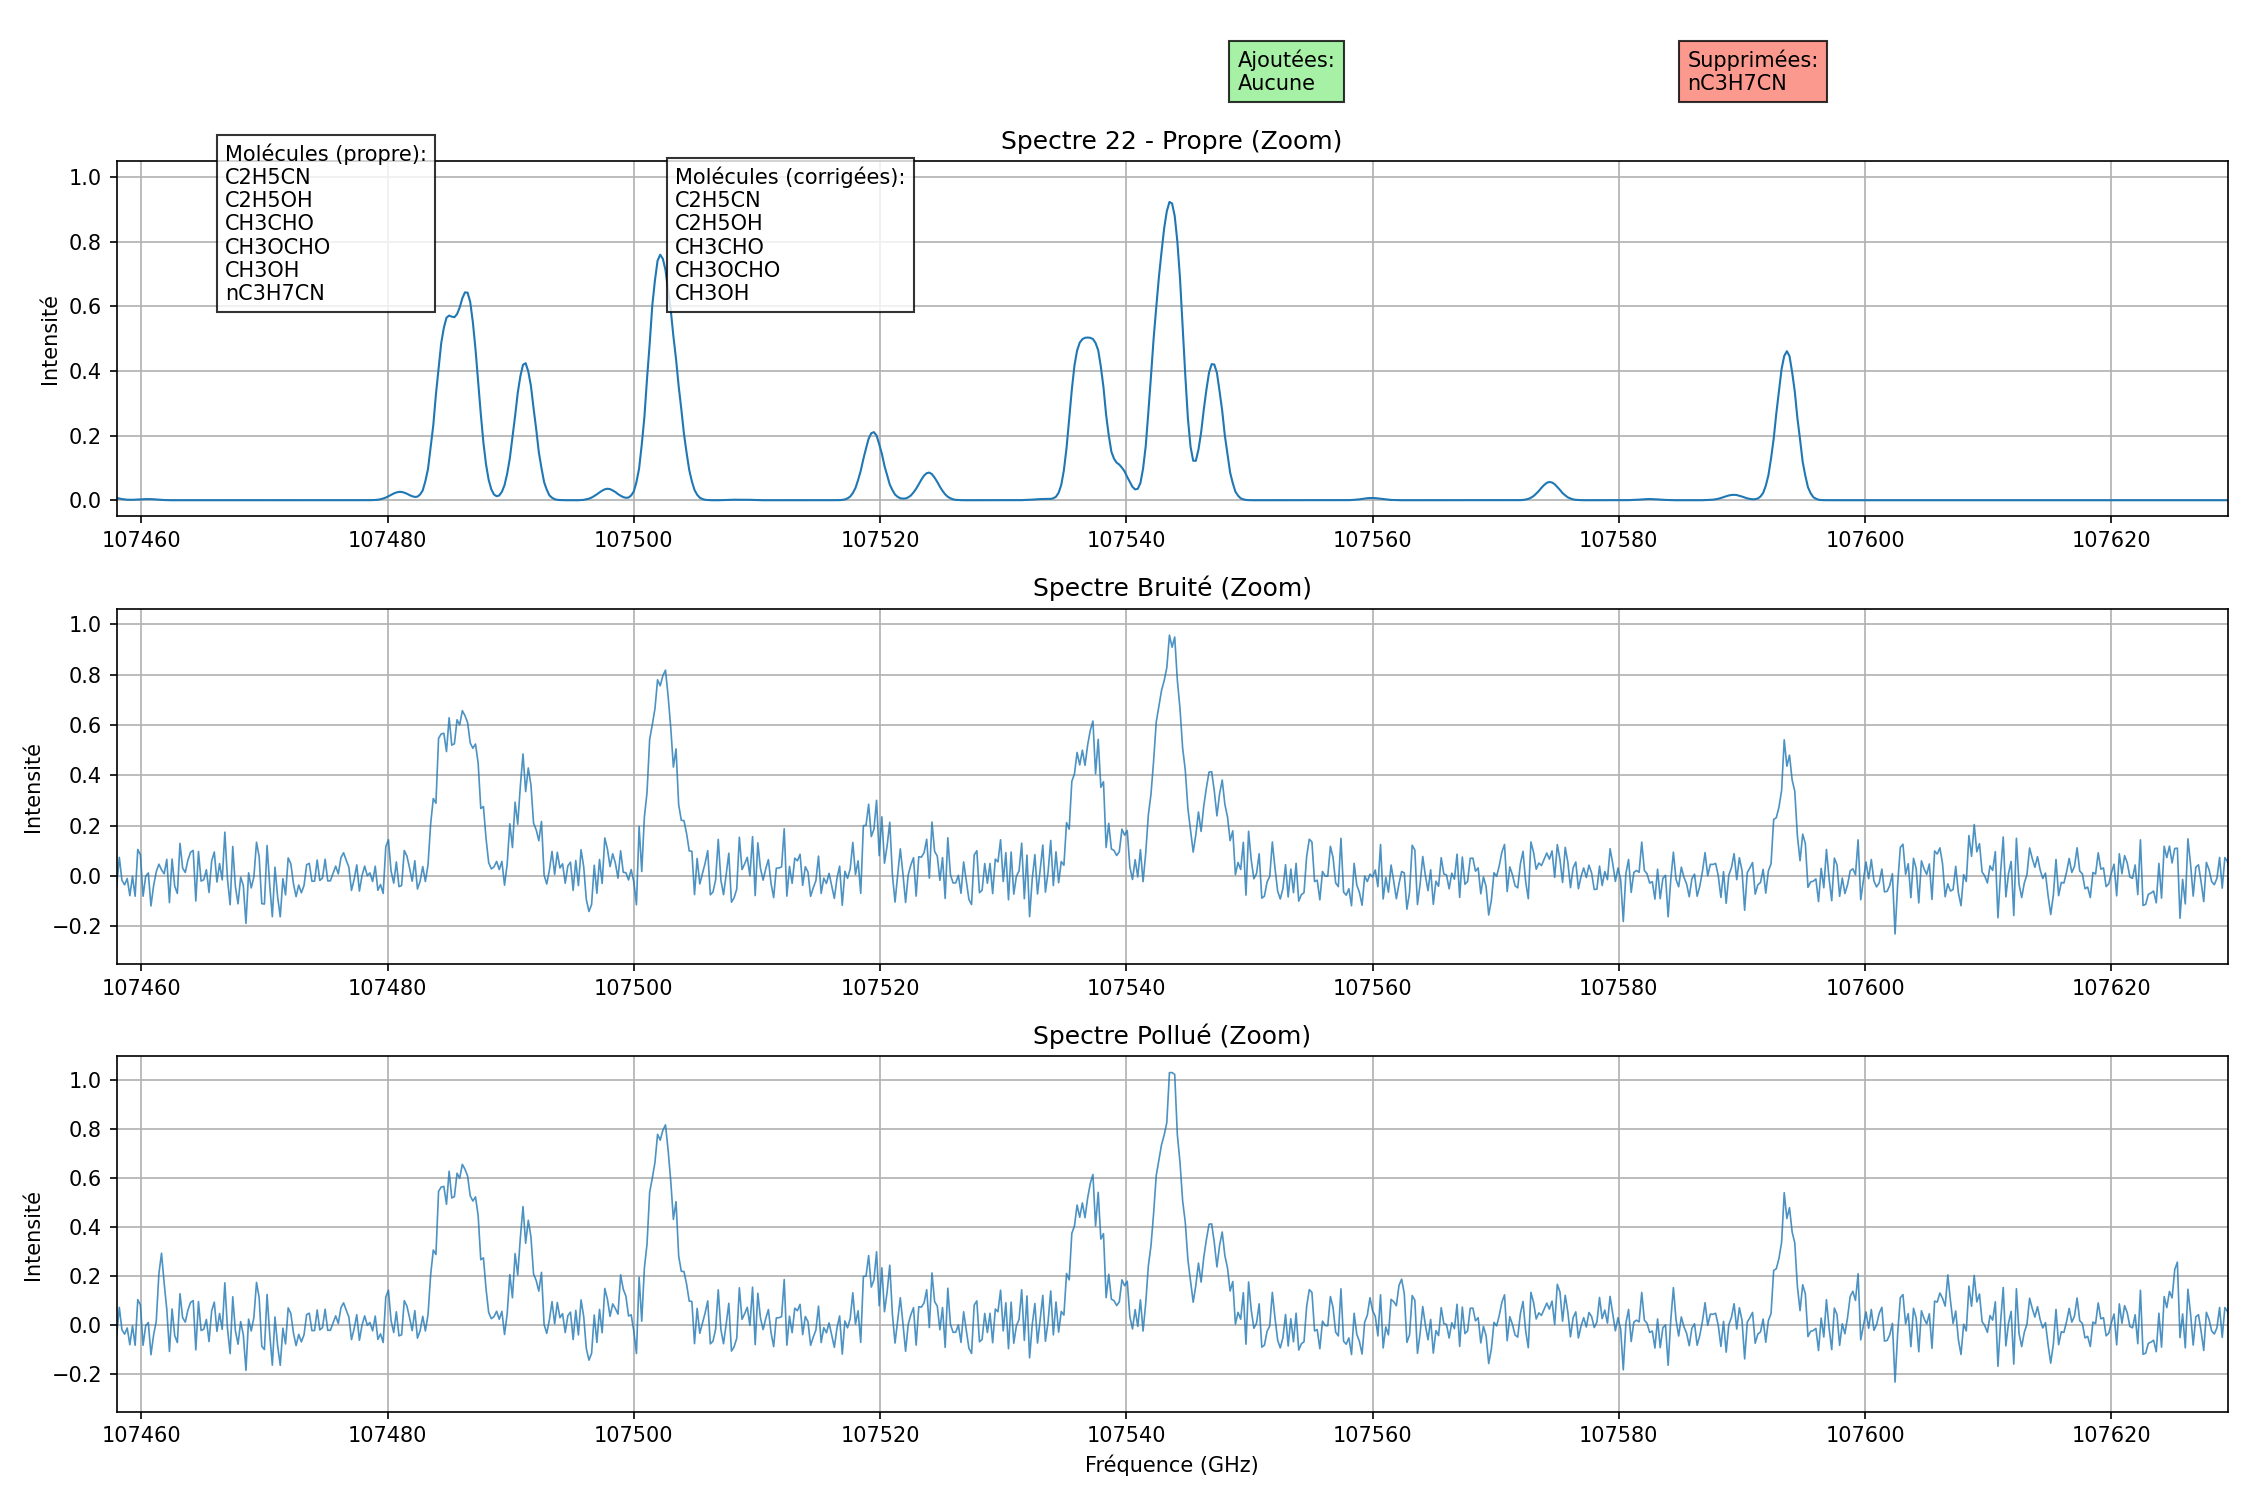 Ajoutées:
Aucune
Supprimées:
nC3H7CN
Spectre 22 - Propre (Zoom)
Molécules (propre):
C2H5CN
C2H5OH
CH3CHO
CH3OCHO
CH3OH
nC3H7CN
Molécules (corrigées):
C2H5CN
C2H5OH
CH3CHO
CH3OCHO
CH3OH
Intensité
1.0
0.8
0.6
0.4
0.2
0.0
107460 107480 107500 107520 107540 107560 107580 107600 107620
Spectre Bruité (Zoom)
Intensité
1.0
0.8
0.6
0.4
0.2
0.0
−0.2
107460 107480 107500 107520 107540 107560 107580 107600 107620
Spectre Pollué (Zoom)
Intensité
1.0
0.8
0.6
0.4
0.2
0.0
−0.2
107460 107480 107500 107520 107540 107560 107580 107600 107620
Fréquence (GHz)